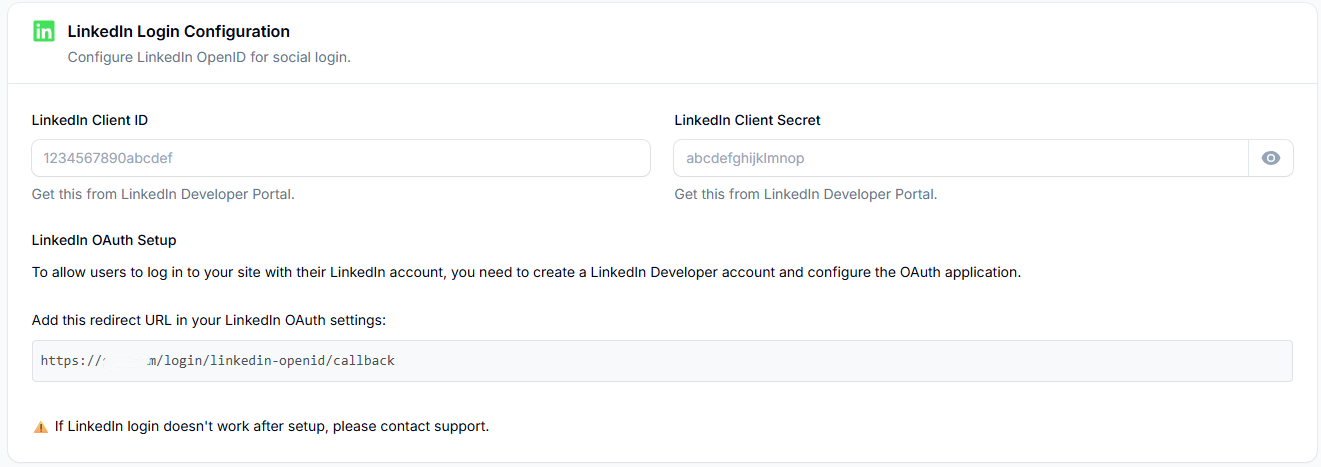 in
LinkedIn Login Configuration
Configure LinkedIn OpenID for social login.
LinkedIn Client ID
LinkedIn Client Secret
1234567890abcdef
abcdefghijklmnop
Get this from LinkedIn Developer Portal.
Get this from LinkedIn Developer Portal.
LinkedIn OAuth Setup
To allow users to log in to your site with their LinkedIn account, you need to create a LinkedIn Developer account and configure the OAuth application.
Add this redirect URL in your LinkedIn OAuth settings:
https:// m/login/linkedin-openid/callback
If LinkedIn login doesn't work after setup, please contact support.